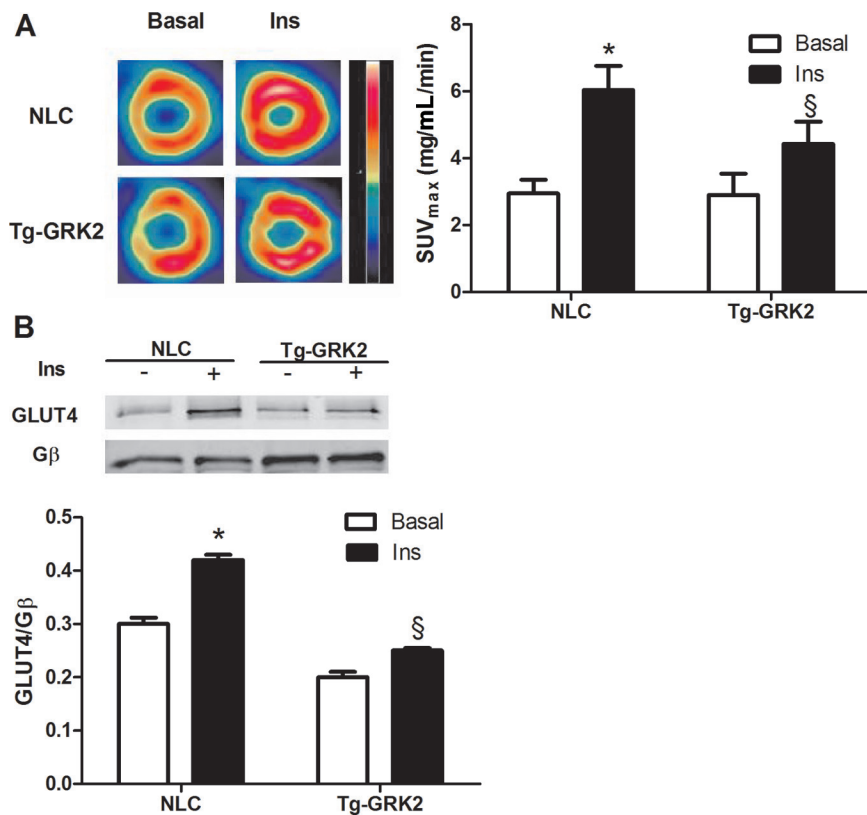 A
Basal Ins
NLC
Tg-GRK2
SUVmax (mg/mL/min)
8
6
4
2
0
Basal
Ins
*
§
NLC Tg-GRK2
B
NLC Tg-GRK2
Ins - + - +
GLUT4
Gβ
GLUT4/Gβ
0.5
0.4
0.3
0.2
0.1
0.0
Basal
Ins
*
§
NLC Tg-GRK2